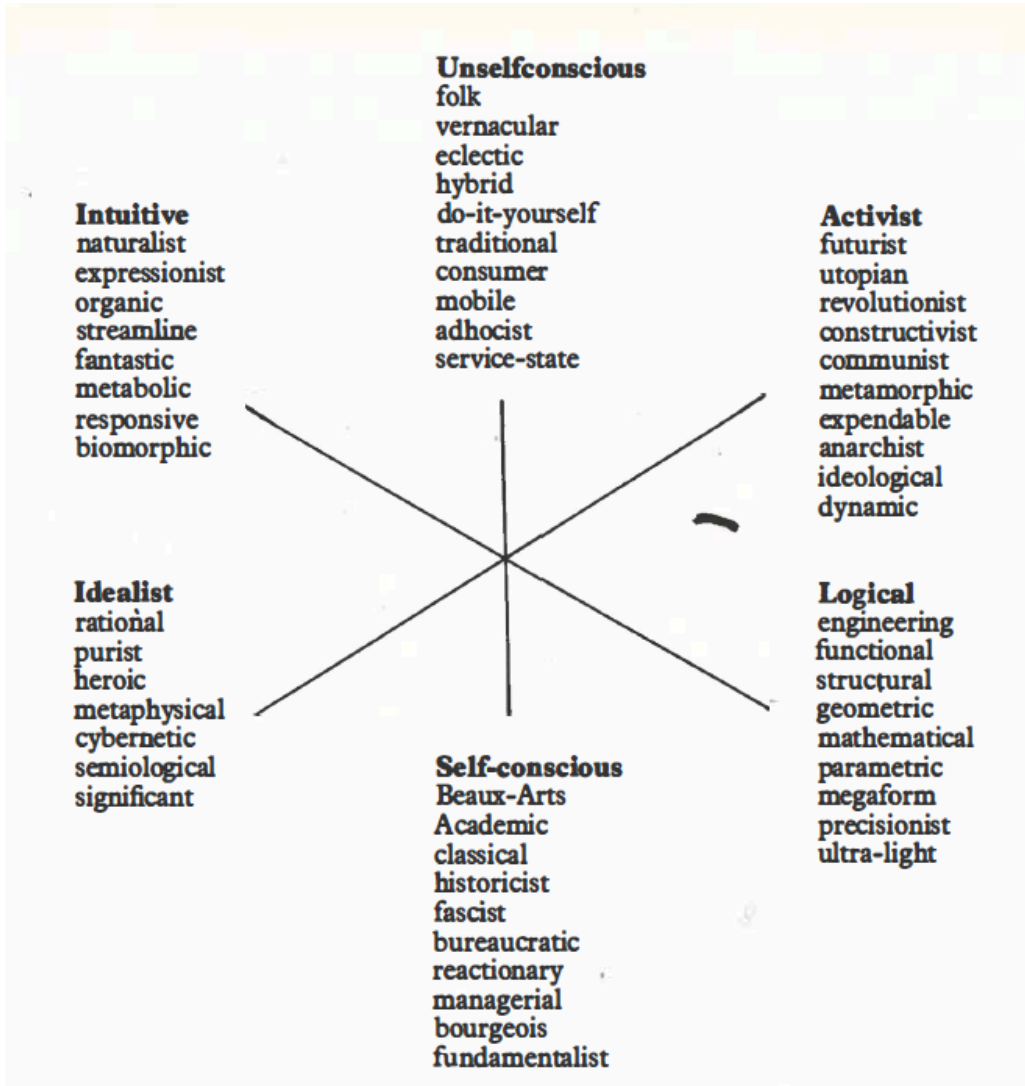 Unselfconscious
folk
vernacular
eclectic
hybrid
do-it-yourself
traditional
consumer
mobile
adhocist
service-state
Intuitive
naturalist
expressionist
organic
streamline
fantastic
metabolic
responsive
biomorphic
Activist
futurist
utopian
revolutionist
constructivist
communist
metamorphic
expendable
anarchist
ideological
dynamic
Idealist
rational
purist
heroic
metaphysical
cybernetic
semiological
significant
Logical
engineering
functional
structural
geometric
mathematical
parametric
megaform
precisionist
ultra-light
Self-conscious
Beaux-Arts
Academic
classical
historicist
fascist
bureaucratic
reactionary
managerial
bourgeois
fundamentalist